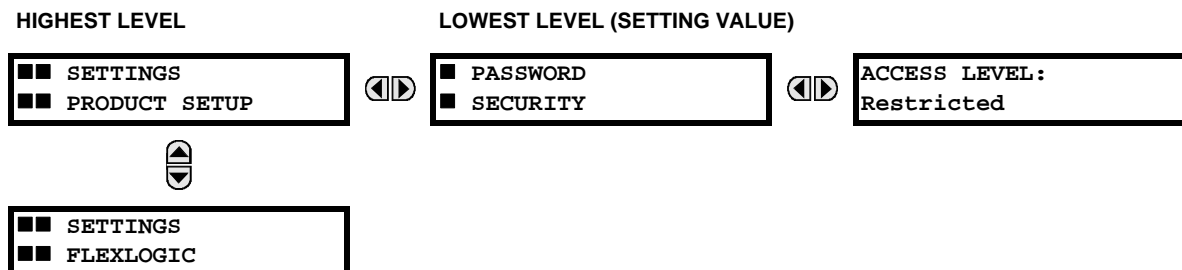 HIGHEST LEVEL
LOWEST LEVEL (SETTING VALUE)
■■ SETTINGS
■■ PRODUCT SETUP
■ PASSWORD
■ SECURITY
ACCESS LEVEL:
Restricted
■■ SETTINGS
■■ FLEXLOGIC